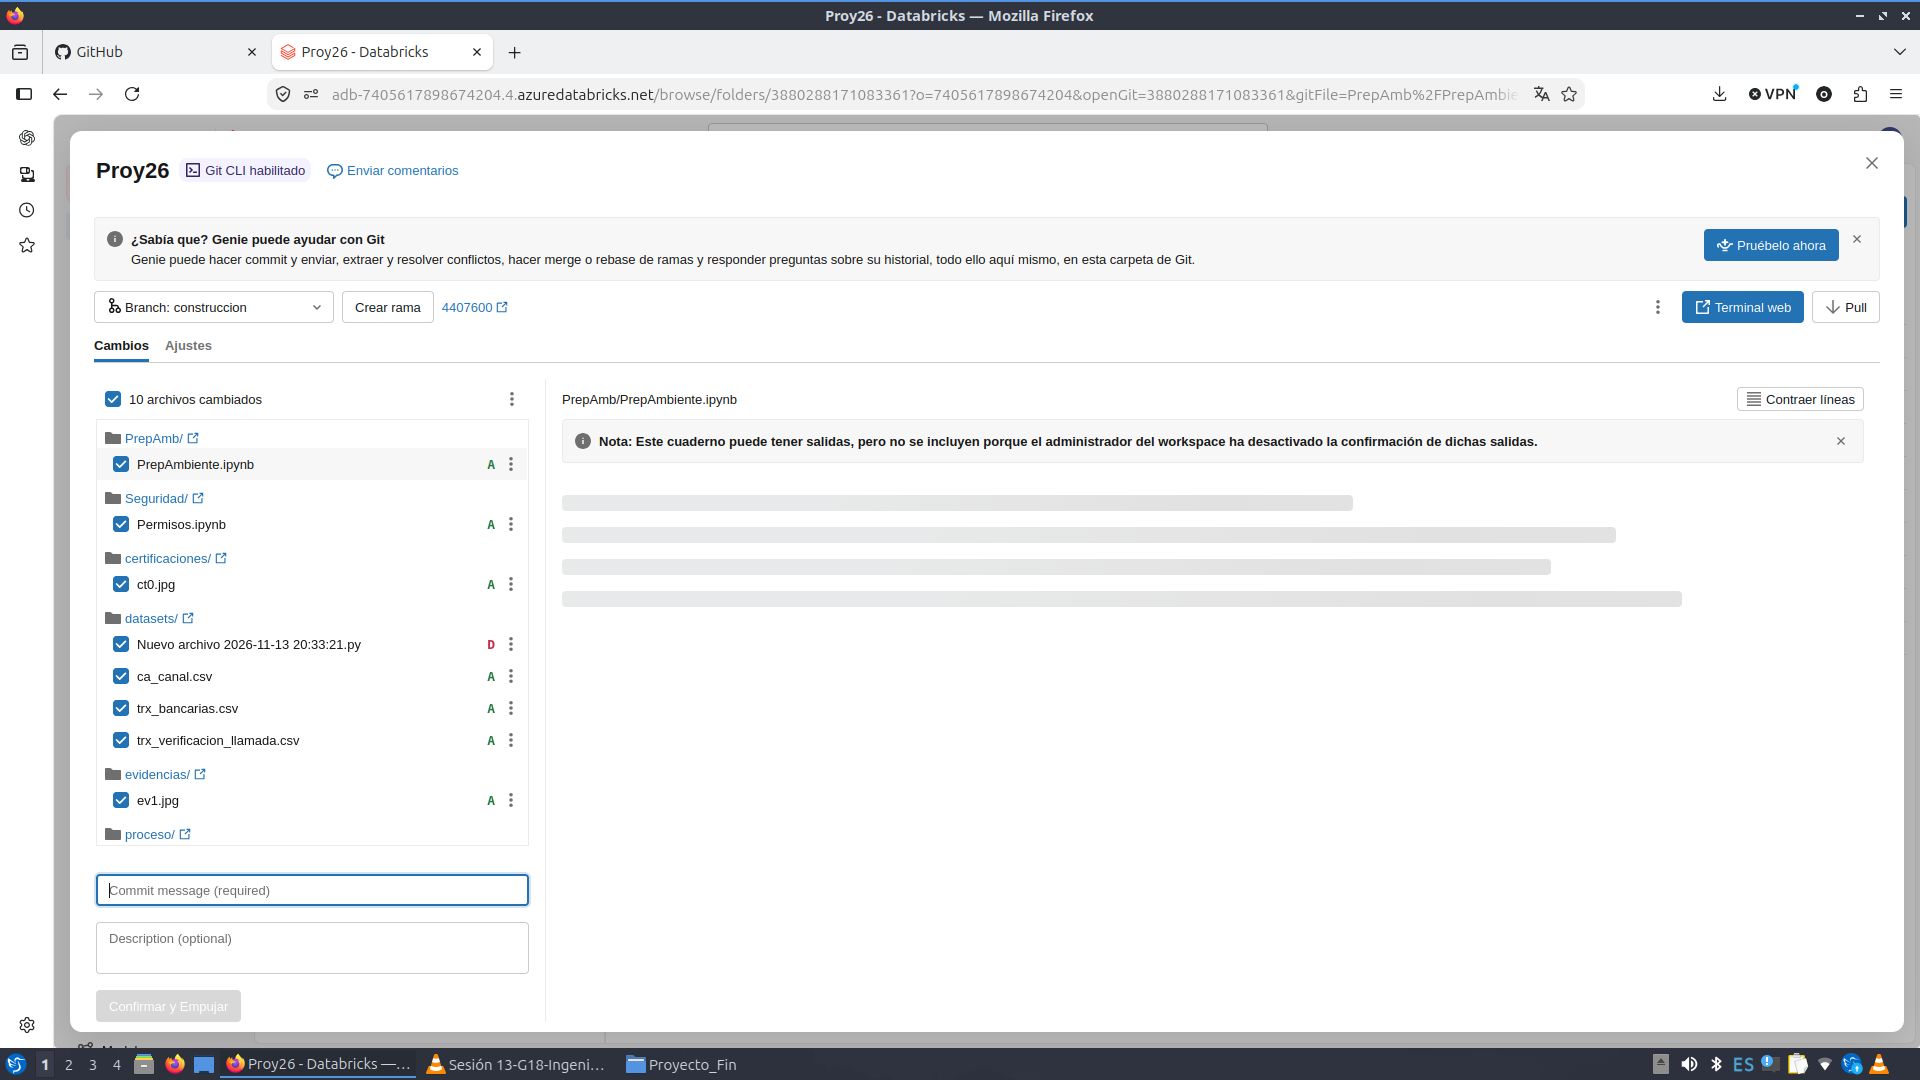 Proy26 - Databricks — Mozilla Firefox
GitHub
Proy26 - Databricks
adb-7405617898674204.4.azuredatabricks.net/browse/folders/3880288171083361?o=7405617898674204&openGit=3880288171083361&gitFile=PrepAmb%2FPrepAmbie
VPN
Proy26
Git CLI habilitado
Enviar comentarios
¿Sabía que? Genie puede ayudar con Git
Genie puede hacer commit y enviar, extraer y resolver conflictos, hacer merge o rebase de ramas y responder preguntas sobre su historial, todo ello aquí mismo, en esta carpeta de Git.
Pruébelo ahora
Branch: construccion
Crear rama
4407600
Terminal web
Pull
Cambios
Ajustes
10 archivos cambiados
PrepAmb/
PrepAmbiente.ipynb A
Seguridad/
Permisos.ipynb A
certificaciones/
ct0.jpg A
datasets/
Nuevo archivo 2026-11-13 20:33:21.py D
ca_canal.csv A
trx_bancarias.csv A
trx_verificacion_llamada.csv A
evidencias/
ev1.jpg A
proceso/
Commit message (required)
Description (optional)
Confirmar y Empujar
PrepAmb/PrepAmbiente.ipynb
Contraer líneas
Nota: Este cuaderno puede tener salidas, pero no se incluyen porque el administrador del workspace ha desactivado la confirmación de dichas salidas.
1 2 3 4
Proy26 - Databricks —...
Sesión 13-G18-Ingeni...
Proyecto_Fin
ES